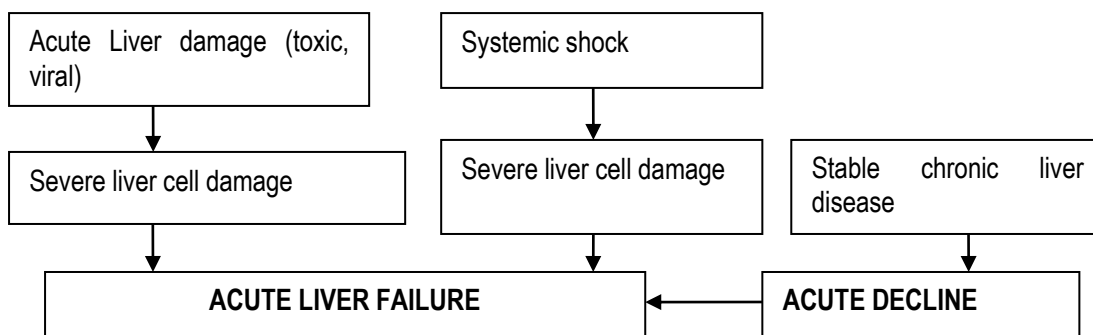 Acute Liver damage (toxic,
viral)
Systemic shock
Severe liver cell damage
Severe liver cell damage
Stable chronic liver
disease
ACUTE LIVER FAILURE
ACUTE DECLINE